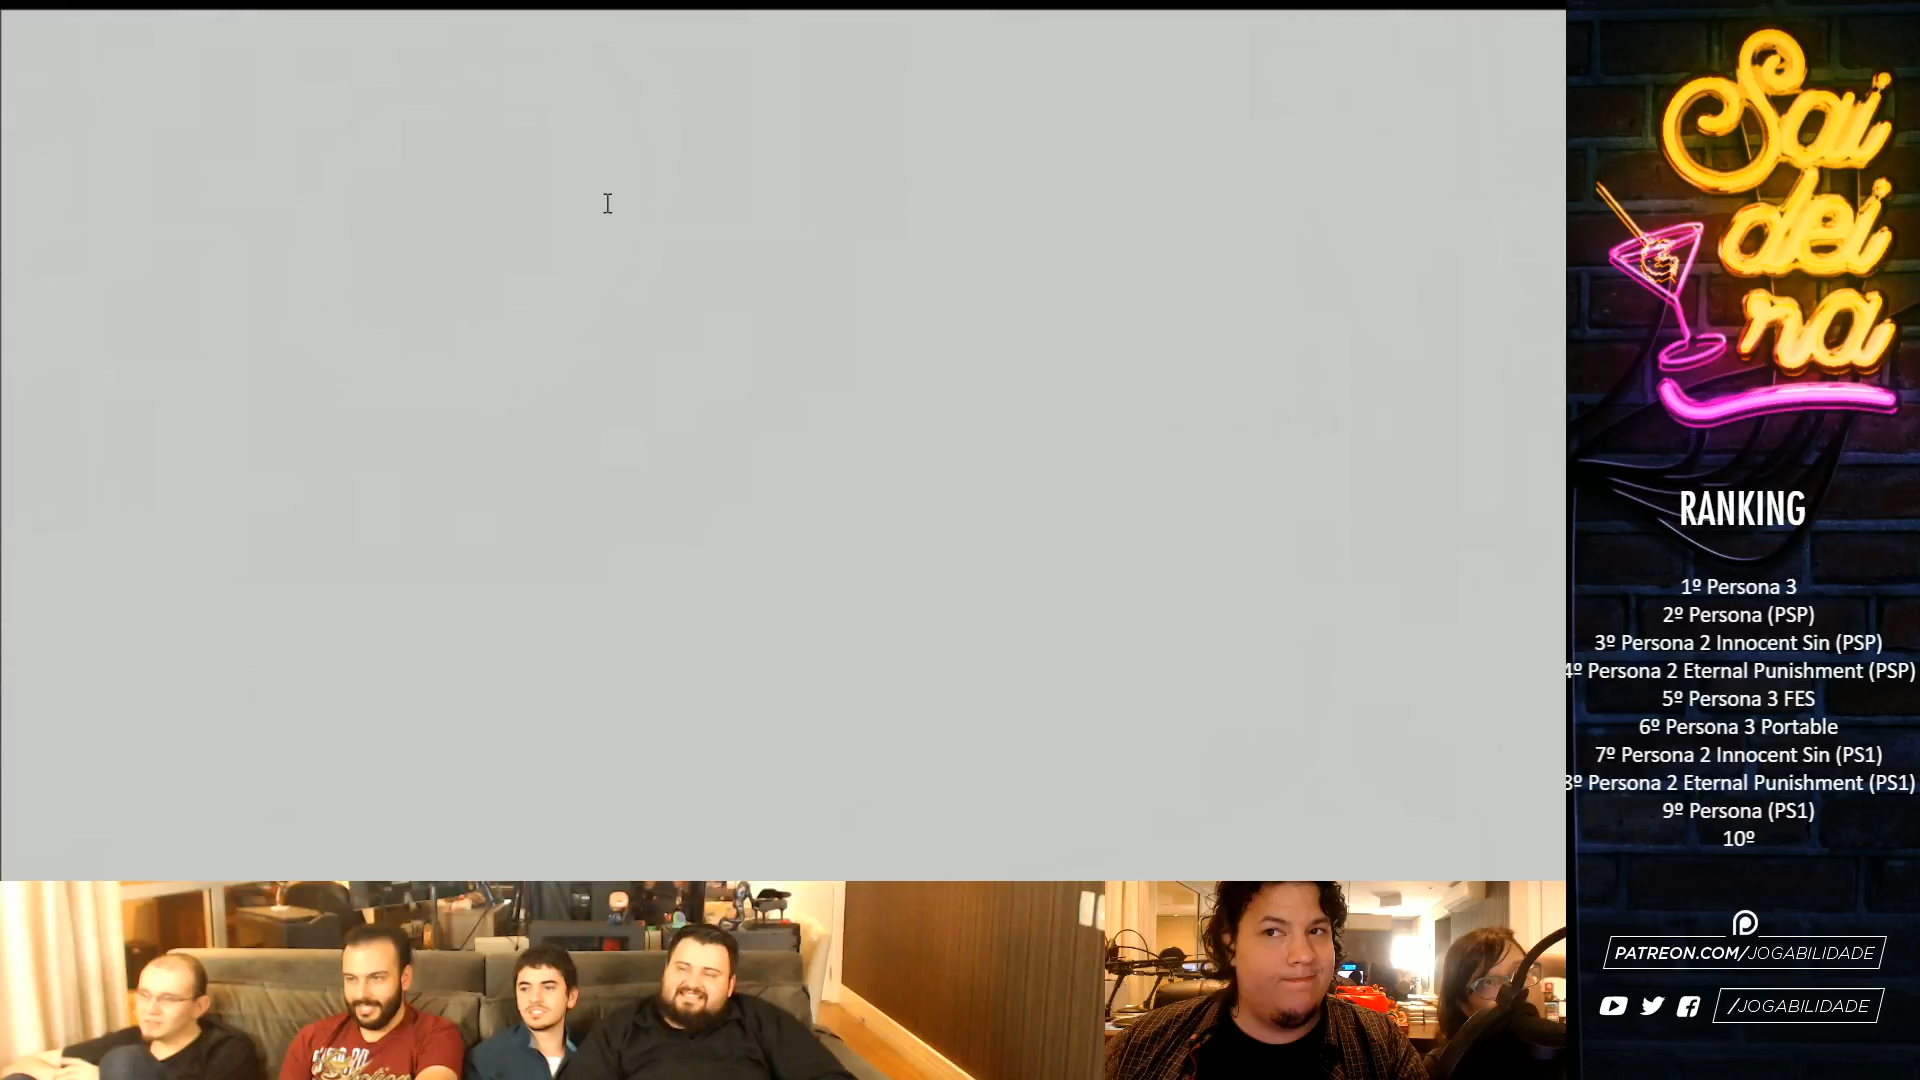 Sai
dei
ra
RANKING
1º Persona 3
2º Persona (PSP)
3º Persona 2 Innocent Sin (PSP)
4º Persona 2 Eternal Punishment (PSP)
5º Persona 3 FES
6º Persona 3 Portable
7º Persona 2 Innocent Sin (PS1)
8º Persona 2 Eternal Punishment (PS1)
9º Persona (PS1)
10º
PATREON.COM/JOGABILIDADE
/JOGABILIDADE